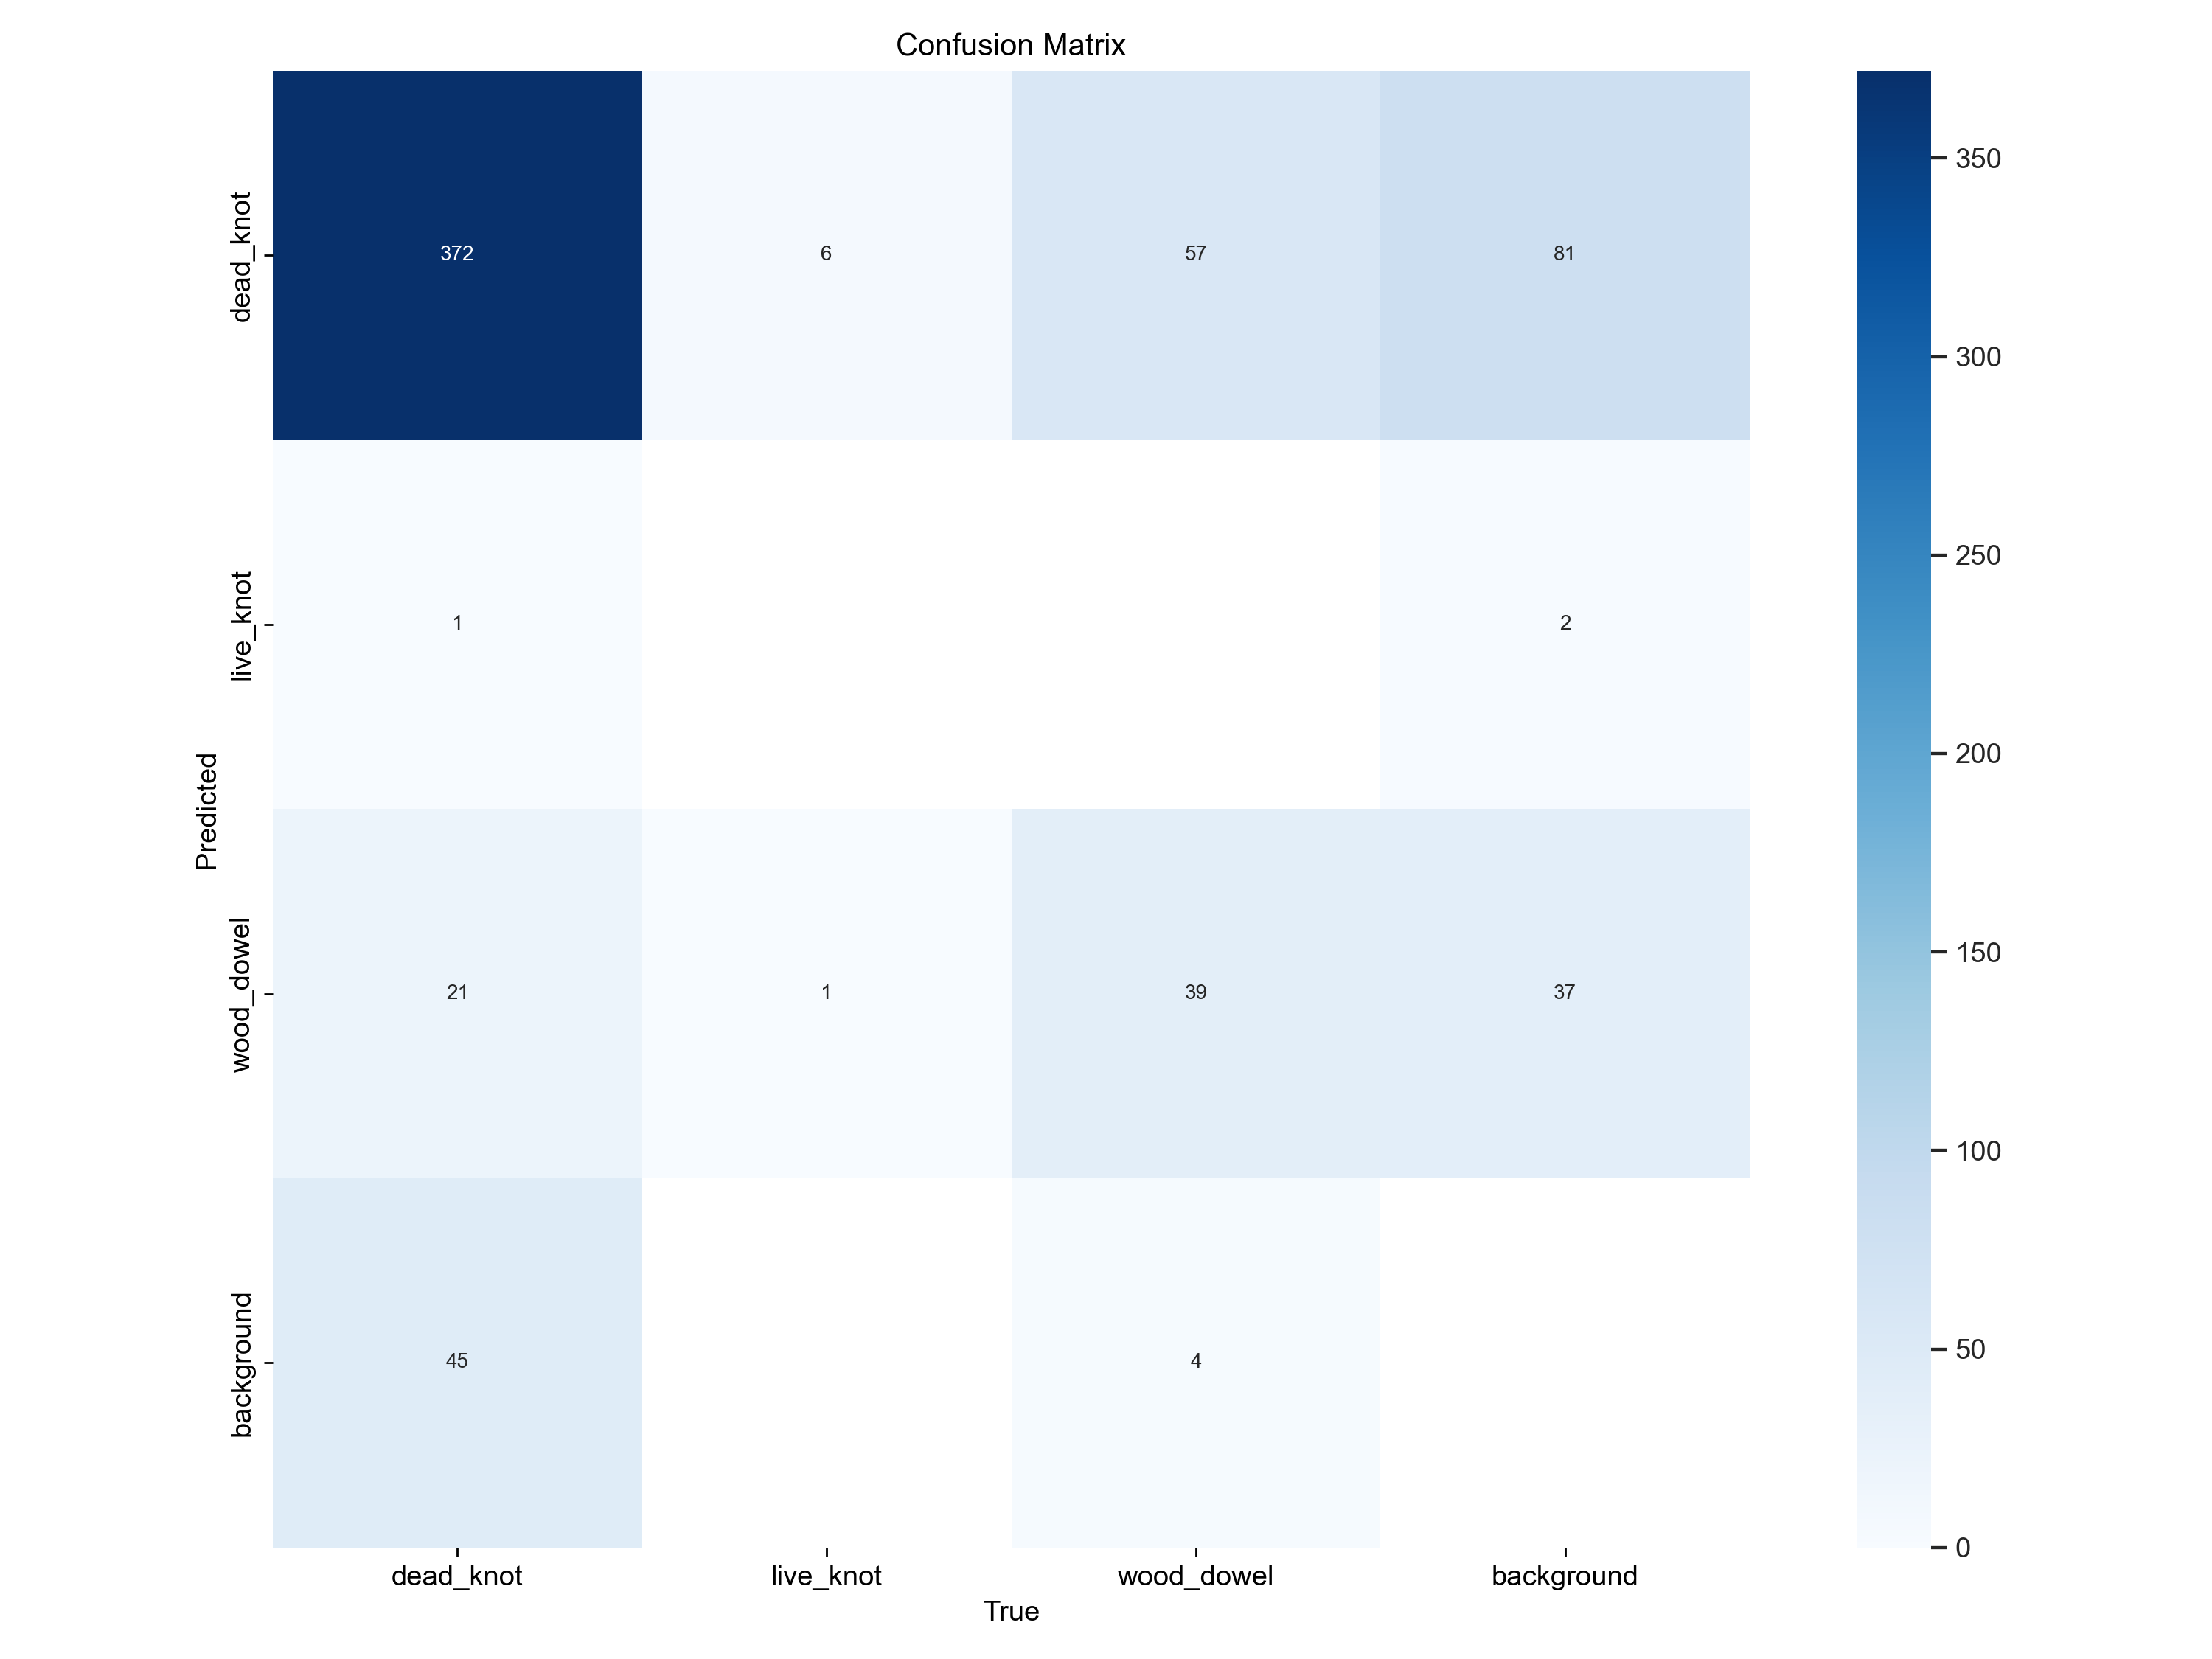 Confusion Matrix
dead_knot
372
6
57
81
live_knot
1
2
wood_dowel
21
1
39
37
background
45
4
Predicted
dead_knot
live_knot
wood_dowel
background
True
350
300
250
200
150
100
50
0